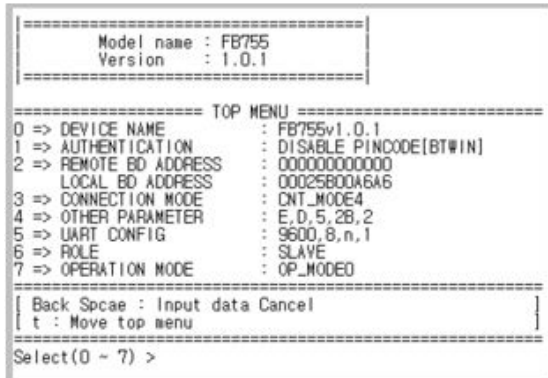 |=====================================|
Model name : FB755
Version : 1.0.1
|=====================================|
==================== TOP MENU ==========================
0 => DEVICE NAME : FB755v1.0.1
1 => AUTHENTICATION : DISABLE PINCODE[BTWIN]
2 => REMOTE BD ADDRESS : 000000000000
LOCAL BD ADDRESS : 00025B00A6A6
3 => CONNECTION MODE : CNT_MODE4
4 => OTHER PARAMETER : E,D,5,2B,2
5 => UART CONFIG : 9600,8,n,1
6 => ROLE : SLAVE
7 => OPERATION MODE : OP_MODE0
========================================================
[ Back Spcae : Input data Cancel ]
[ t : Move top menu ]
========================================================
Select(0 ~ 7) >